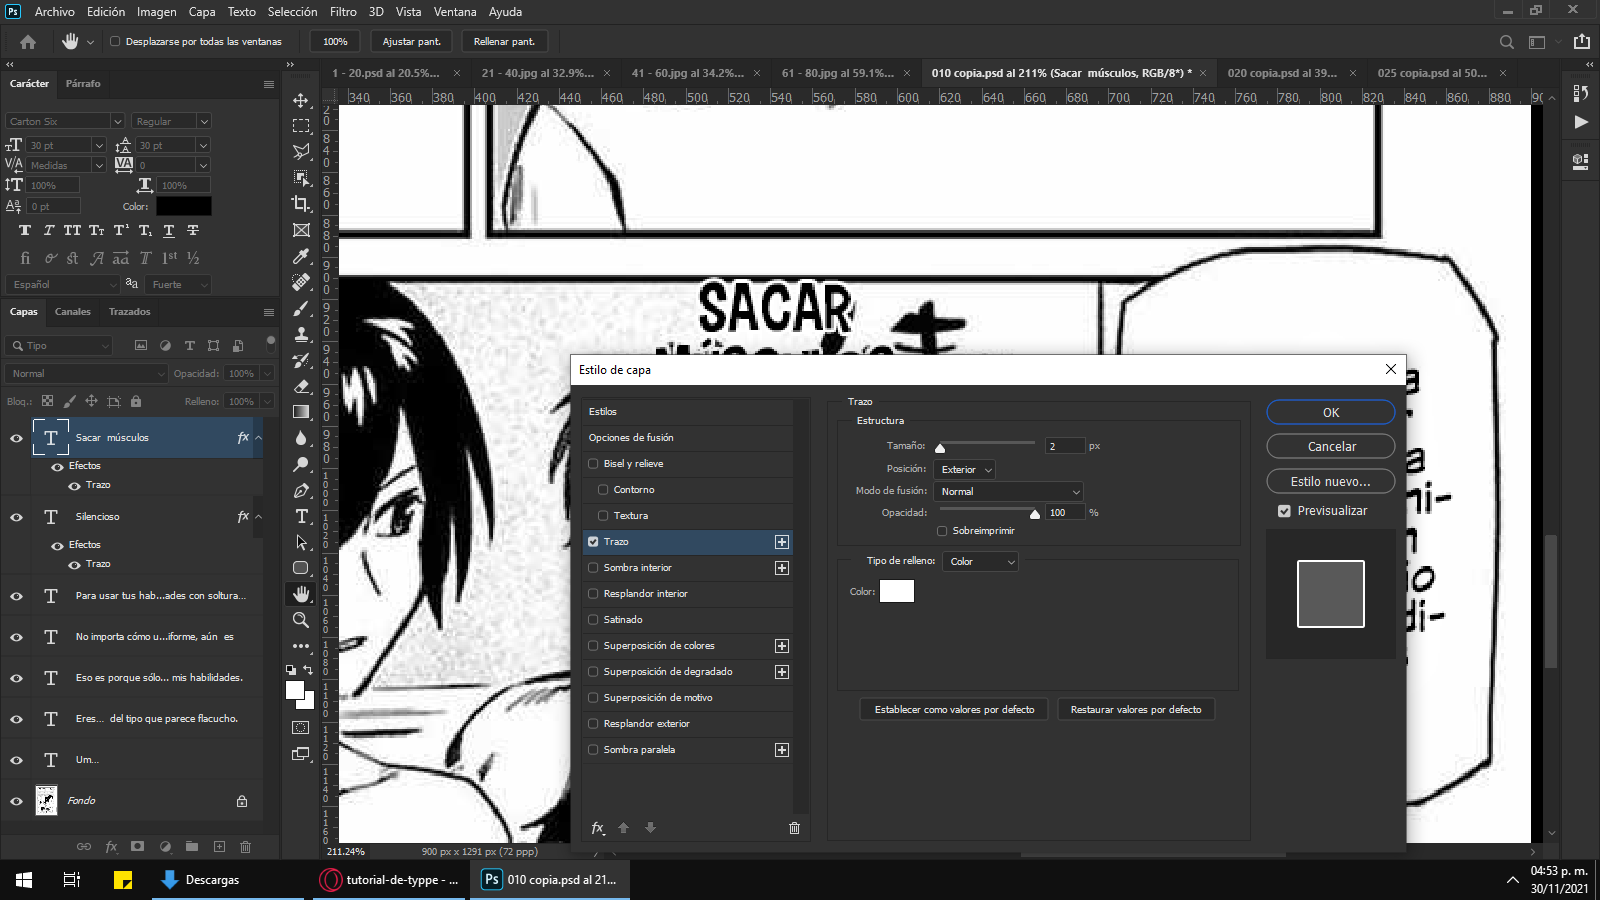 Ps Archivo Edición Imagen Capa Texto Selección Filtro 3D Vista Ventana Ayuda
Desplazarse por todas las ventanas 100% Ajustar pant. Rellenar pant.
Carácter Párrafo
1 - 20.psd al 20.5%... × 21 - 40.jpg al 32.9%... × 41 - 60.jpg al 34.2%... × 61 - 80.jpg al 59.1%... × 010 copia.psd al 211% (Sacar músculos, RGB/8*) * × 020 copia.psd al 39... × 025 copia.psd al 50... ×
340 360 380 400 420 440 460 480 500 520 540 560 580 600 620 640 660 680 700 720 740 760 780 800 820 840 860 880 90
Carton Six Regular
30 pt 30 pt
Medidas 0
100% 100%
0 pt Color:
Español aa Fuerte
Capas Canales Trazados
Tipo
Normal Opacidad: 100%
Bloq.: Relleno: 100%
Sacar músculos fx
Efectos
Trazo
Silencioso fx
Efectos
Trazo
Para usar tus hab...ades con soltura...
No importa cómo u...iforme, aún es
Eso es porque sólo... mis habilidades.
Eres... del tipo que parece flacucho.
Um...
Fondo
SACAR
Estilo de capa
Estilos
Opciones de fusión
Bisel y relieve
Contorno
Textura
Trazo
Sombra interior
Resplandor interior
Satinado
Superposición de colores
Superposición de degradado
Superposición de motivo
Resplandor exterior
Sombra paralela
fx
Trazo
Estructura
Tamaño: 2 px
Posición: Exterior
Modo de fusión: Normal
Opacidad: 100 %
Sobreimprimir
Tipo de relleno: Color
Color:
Establecer como valores por defecto Restaurar valores por defecto
OK
Cancelar
Estilo nuevo...
Previsualizar
211.24% 900 px x 1291 px (72 ppp)
Descargas tutorial-de-typpe - ... Ps 010 copia.psd al 21...
04:53 p. m.
30/11/2021